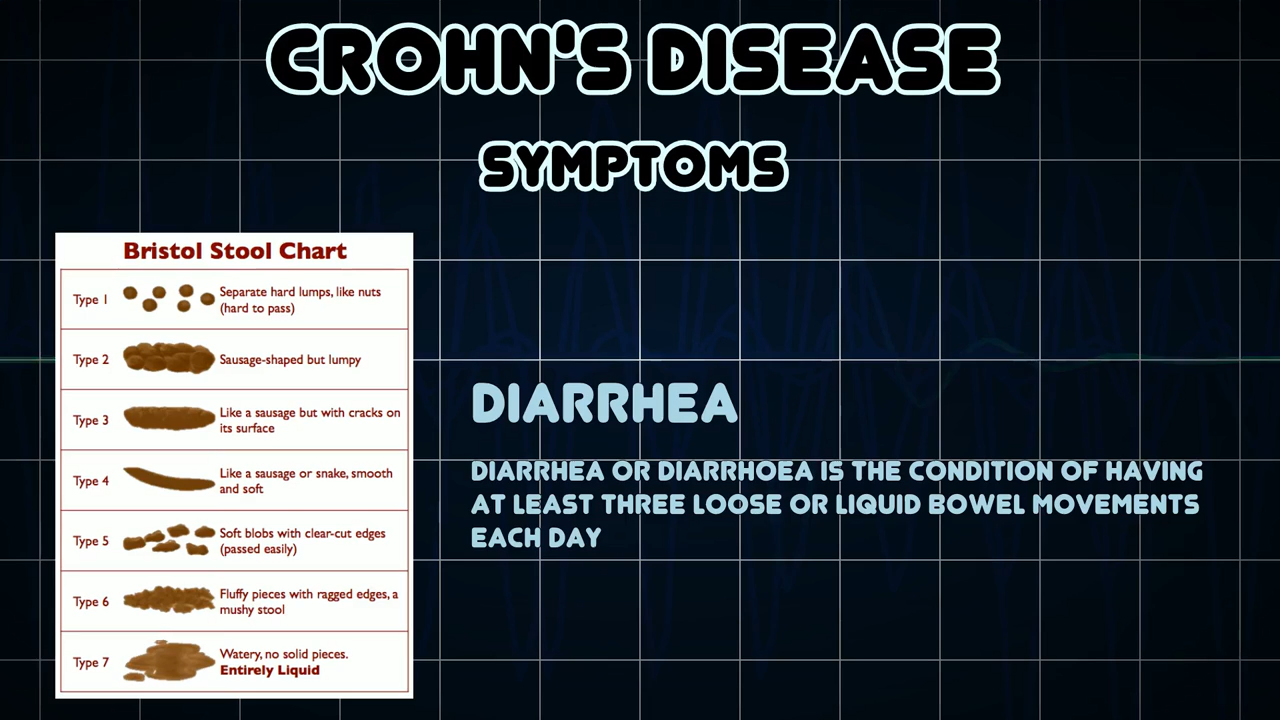 CROHN'S DISEASE
SYMPTOMS
Bristol Stool Chart
Type 1
Separate hard lumps, like nuts
(hard to pass)
Type 2
Sausage-shaped but lumpy
Type 3
Like a sausage but with cracks on
its surface
Type 4
Like a sausage or snake, smooth
and soft
Type 5
Soft blobs with clear-cut edges
(passed easily)
Type 6
Fluffy pieces with ragged edges, a
mushy stool
Type 7
Watery, no solid pieces.
Entirely Liquid
DIARRHEA
DIARRHEA OR DIARRHOEA IS THE CONDITION OF HAVING
AT LEAST THREE LOOSE OR LIQUID BOWEL MOVEMENTS
EACH DAY